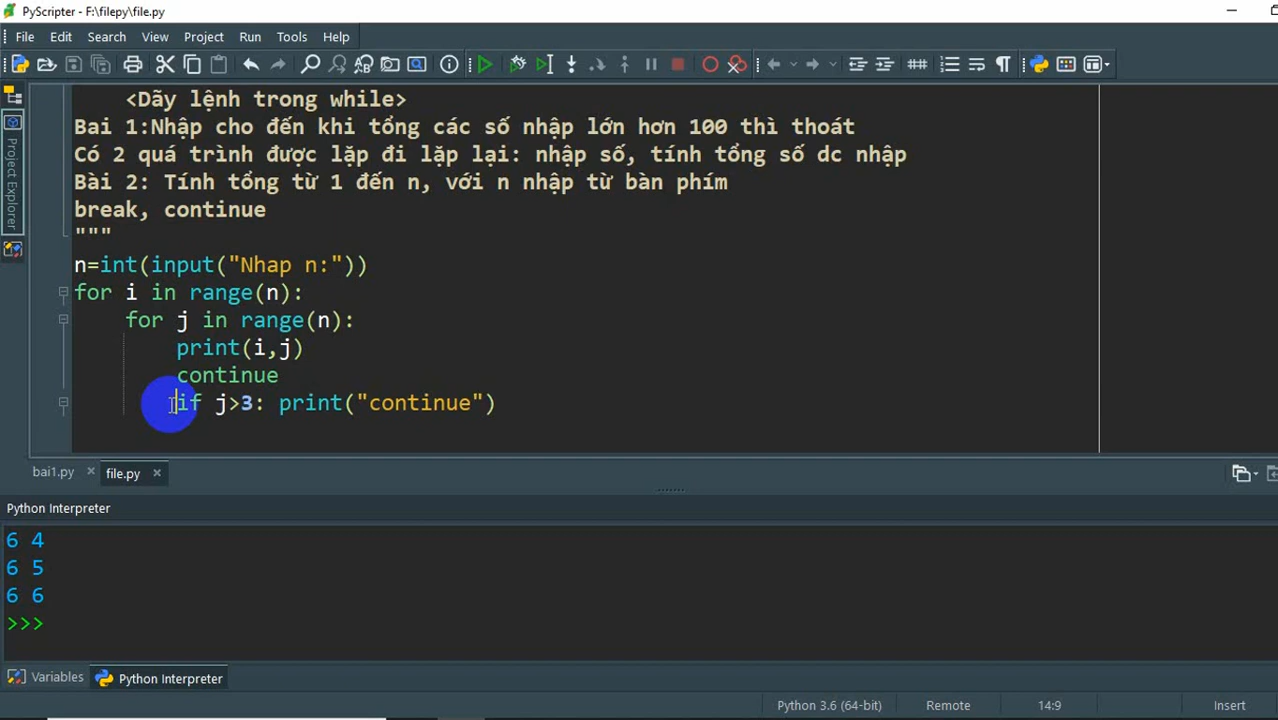 PyScripter - F:\filepy\file.py
File Edit Search View Project Run Tools Help
Project Explorer
<Dãy lệnh trong while>
Bai 1:Nhập cho đến khi tổng các số nhập lớn hơn 100 thì thoát
Có 2 quá trình được lặp đi lặp lại: nhập số, tính tổng số dc nhập
Bài 2: Tính tổng từ 1 đến n, với n nhập từ bàn phím
break, continue
"""
n=int(input("Nhap n:"))
for i in range(n):
for j in range(n):
print(i,j)
continue
if j>3: print("continue")
bai1.py × file.py ×
Python Interpreter
6 4
6 5
6 6
>>>
Variables Python Interpreter
Python 3.6 (64-bit) Remote 14:9 Insert